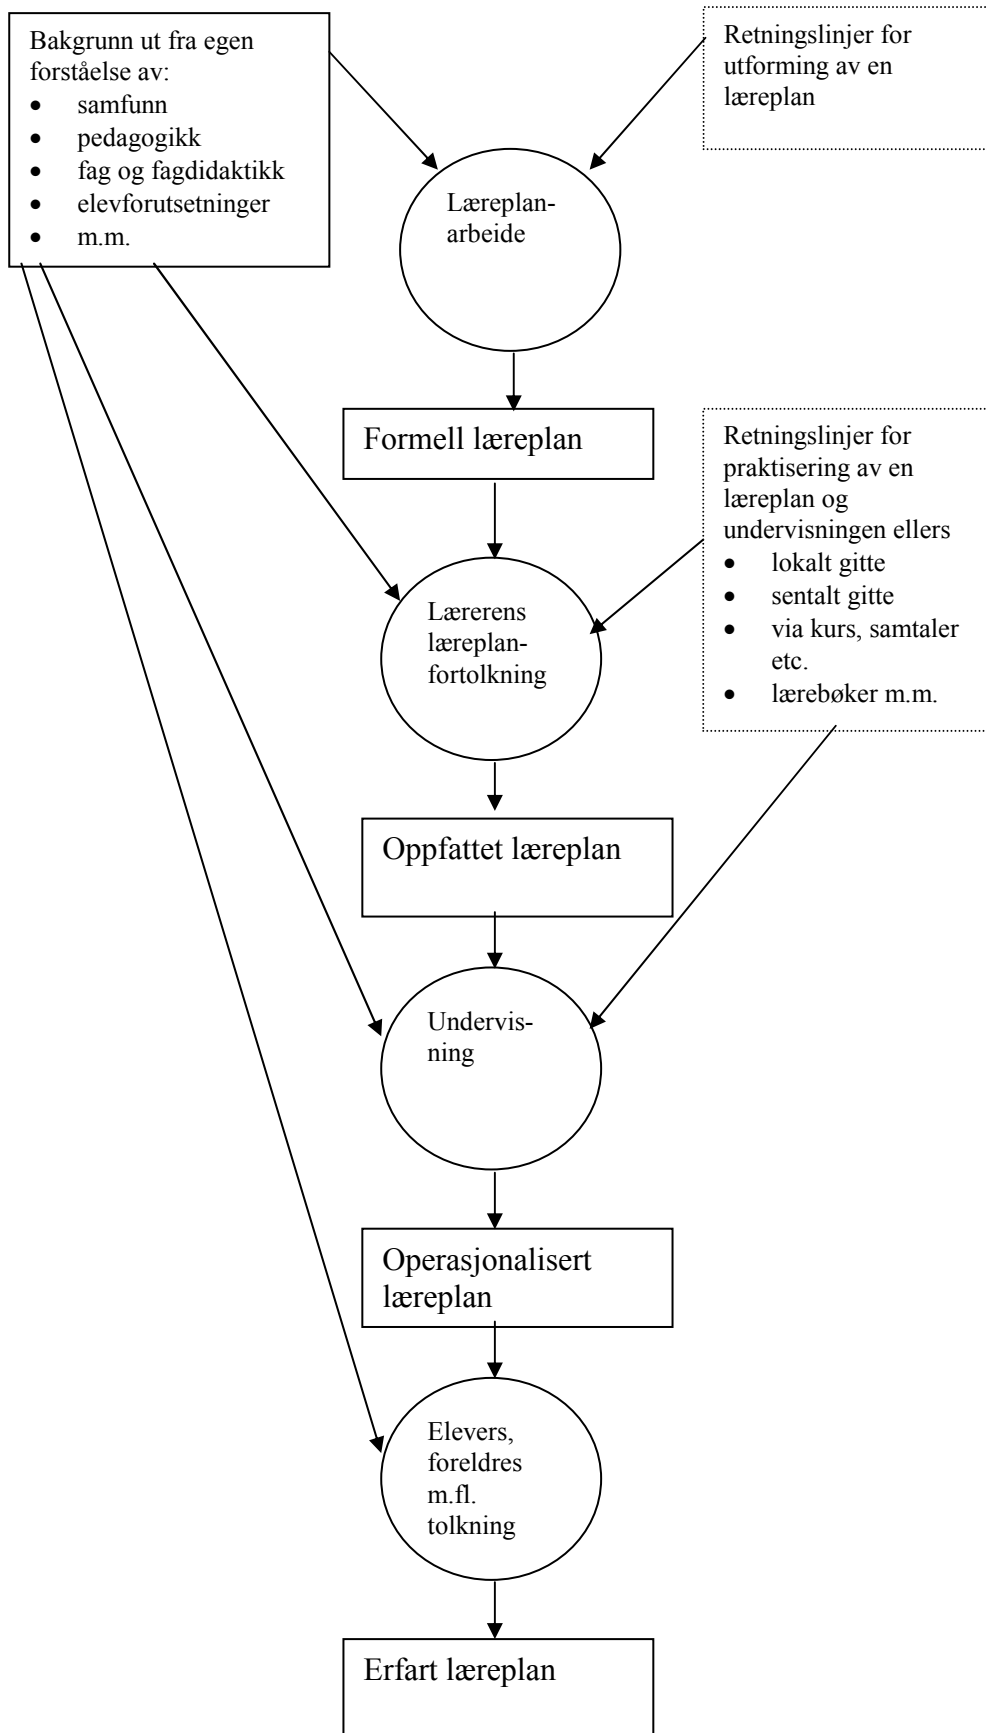 Bakgrunn ut fra egen
forståelse av:
• samfunn
• pedagogikk
• fag og fagdidaktikk
• elevforutsetninger
• m.m.
Retningslinjer for
utforming av en
læreplan
Læreplan-
arbeide
Formell læreplan
Retningslinjer for
praktisering av en
læreplan og
undervisningen ellers
• lokalt gitte
• sentalt gitte
• via kurs, samtaler
etc.
• lærebøker m.m.
Lærerens
læreplan-
fortolkning
Oppfattet læreplan
Undervis-
ning
Operasjonalisert
læreplan
Elevers,
foreldres
m.fl.
tolkning
Erfart læreplan